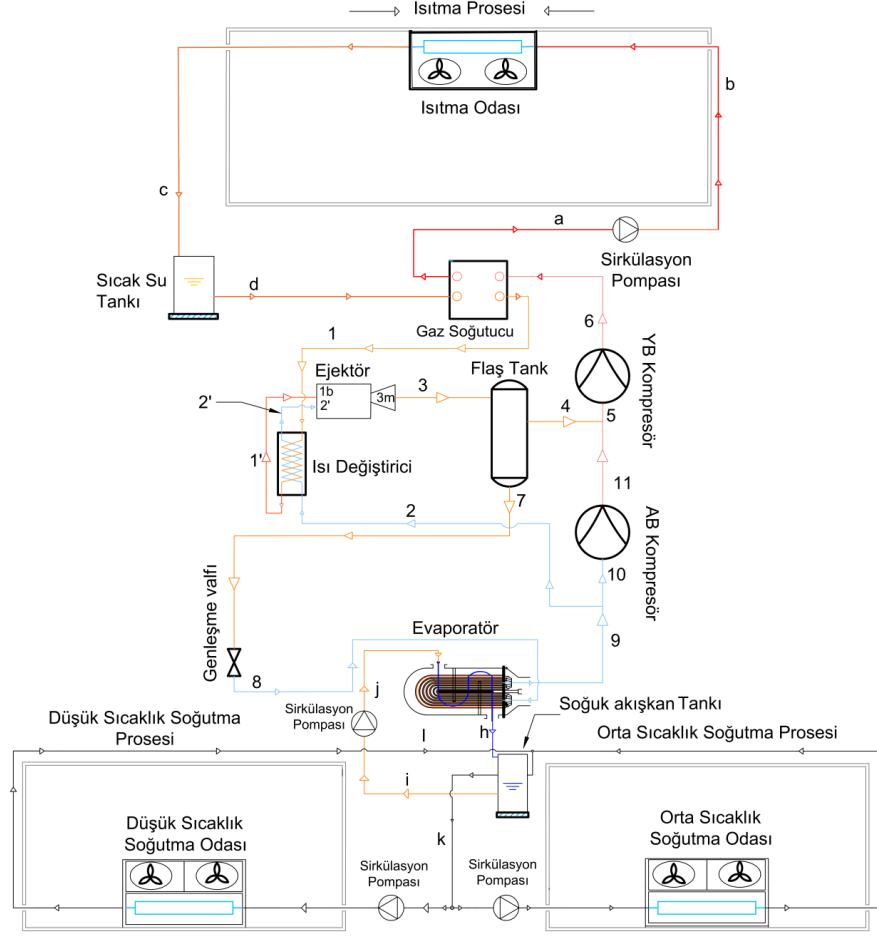 Isıtma Prosesi
b
Isıtma Odası
c
a
Sirkülasyon
Pompası
Sıcak Su
Tankı
d
Gaz Soğutucu
6
1
YB Kompresör
Ejektör
Flaş Tank
1b
2'
3m
3
2'
4
5
1'
Isı Değiştirici
11
7
2
AB Kompresör
10
Genleşme valfı
9
Evaporatör
8
j
Soğuk akışkan Tankı
Sirkülasyon
Pompası
Düşük Sıcaklık Soğutma
Prosesi
l
h
Orta Sıcaklık Soğutma Prosesi
i
k
Düşük Sıcaklık
Soğutma Odası
Orta Sıcaklık
Soğutma Odası
Sirkülasyon
Pompası
Sirkülasyon
Pompası